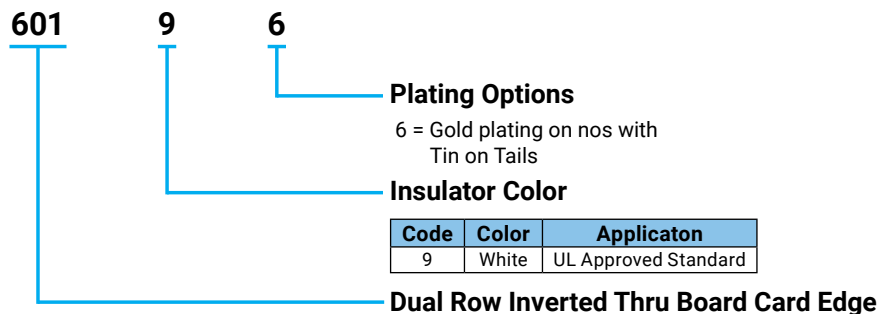 601 9 6
Plating Options
6 = Gold plating on nos with
Tin on Tails
Insulator Color
Code Color Applicaton
9 White UL Approved Standard
Dual Row Inverted Thru Board Card Edge